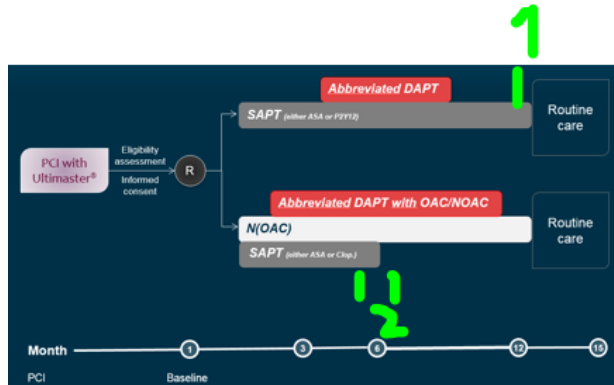 1
Abbreviated DAPT
SAPT (either ASA or P2Y12)
Routine
care
PCI with
Ultimaster®
Eligibility
assessment
Informed
consent
R
Abbreviated DAPT with OAC/NOAC
N(OAC)
SAPT (either ASA or Clop.)
Routine
care
1
2
Month 1 3 6 12 15
PCI Baseline